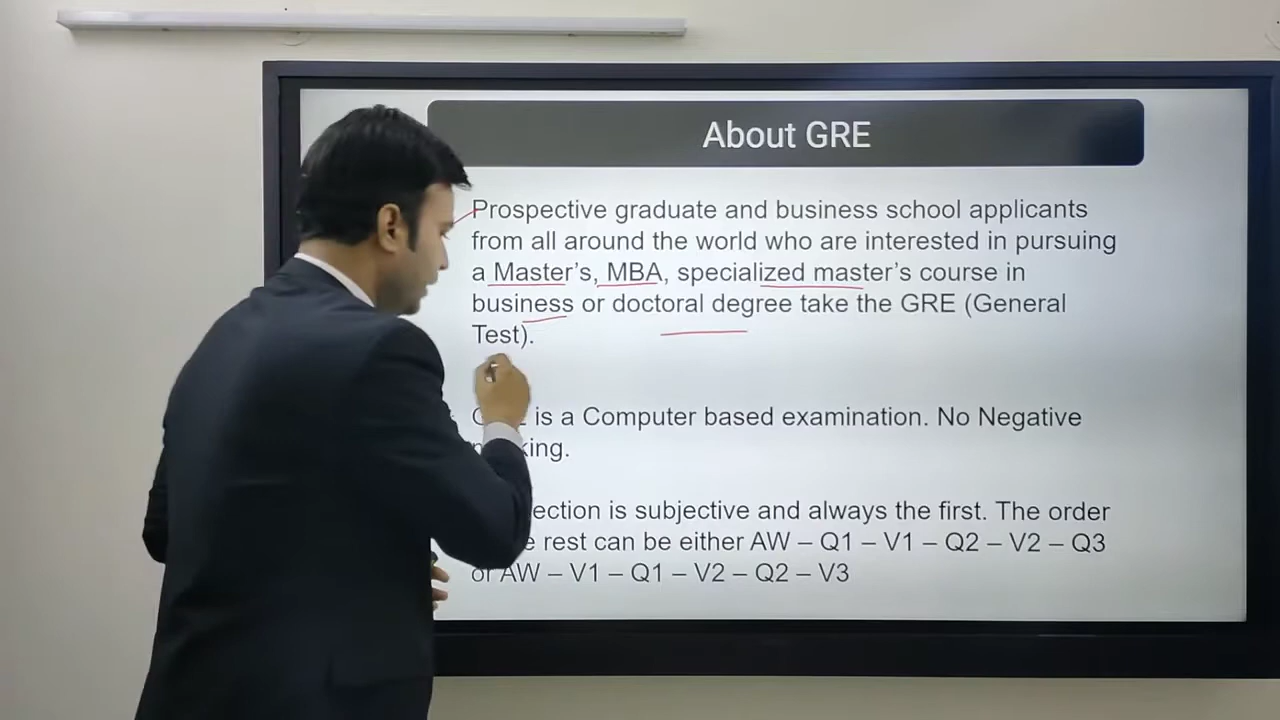 About GRE
Prospective graduate and business school applicants
from all around the world who are interested in pursuing
a Master's, MBA, specialized master's course in
business or doctoral degree take the GRE (General
Test).
is a Computer based examination. No Negative
rest can be either AW – Q1 – V1 – Q2 – V2 – Q3
is subjective and always the first. The order
or AW – V1 – Q1 – V2 – Q2 – V3